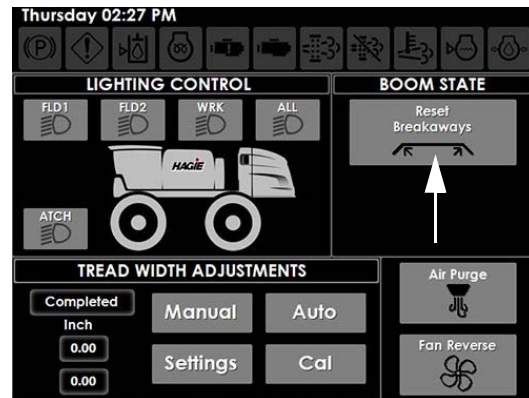 Thursday 02:27 PM
LIGHTING CONTROL
FLD1 FLD2 WRK ALL
HAGIE
ATCH
BOOM STATE
Reset
Breakaways
TREAD WIDTH ADJUSTMENTS
Completed
Inch
0.00
0.00
Manual Auto
Settings Cal
Air Purge
Fan Reverse